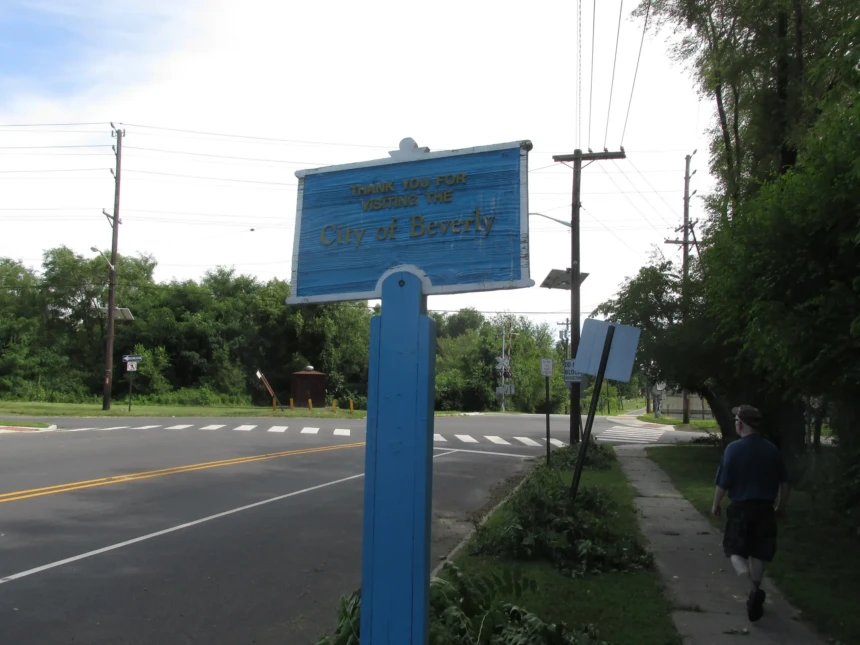 THANK YOU FOR
VISITING THE
City of Beverly